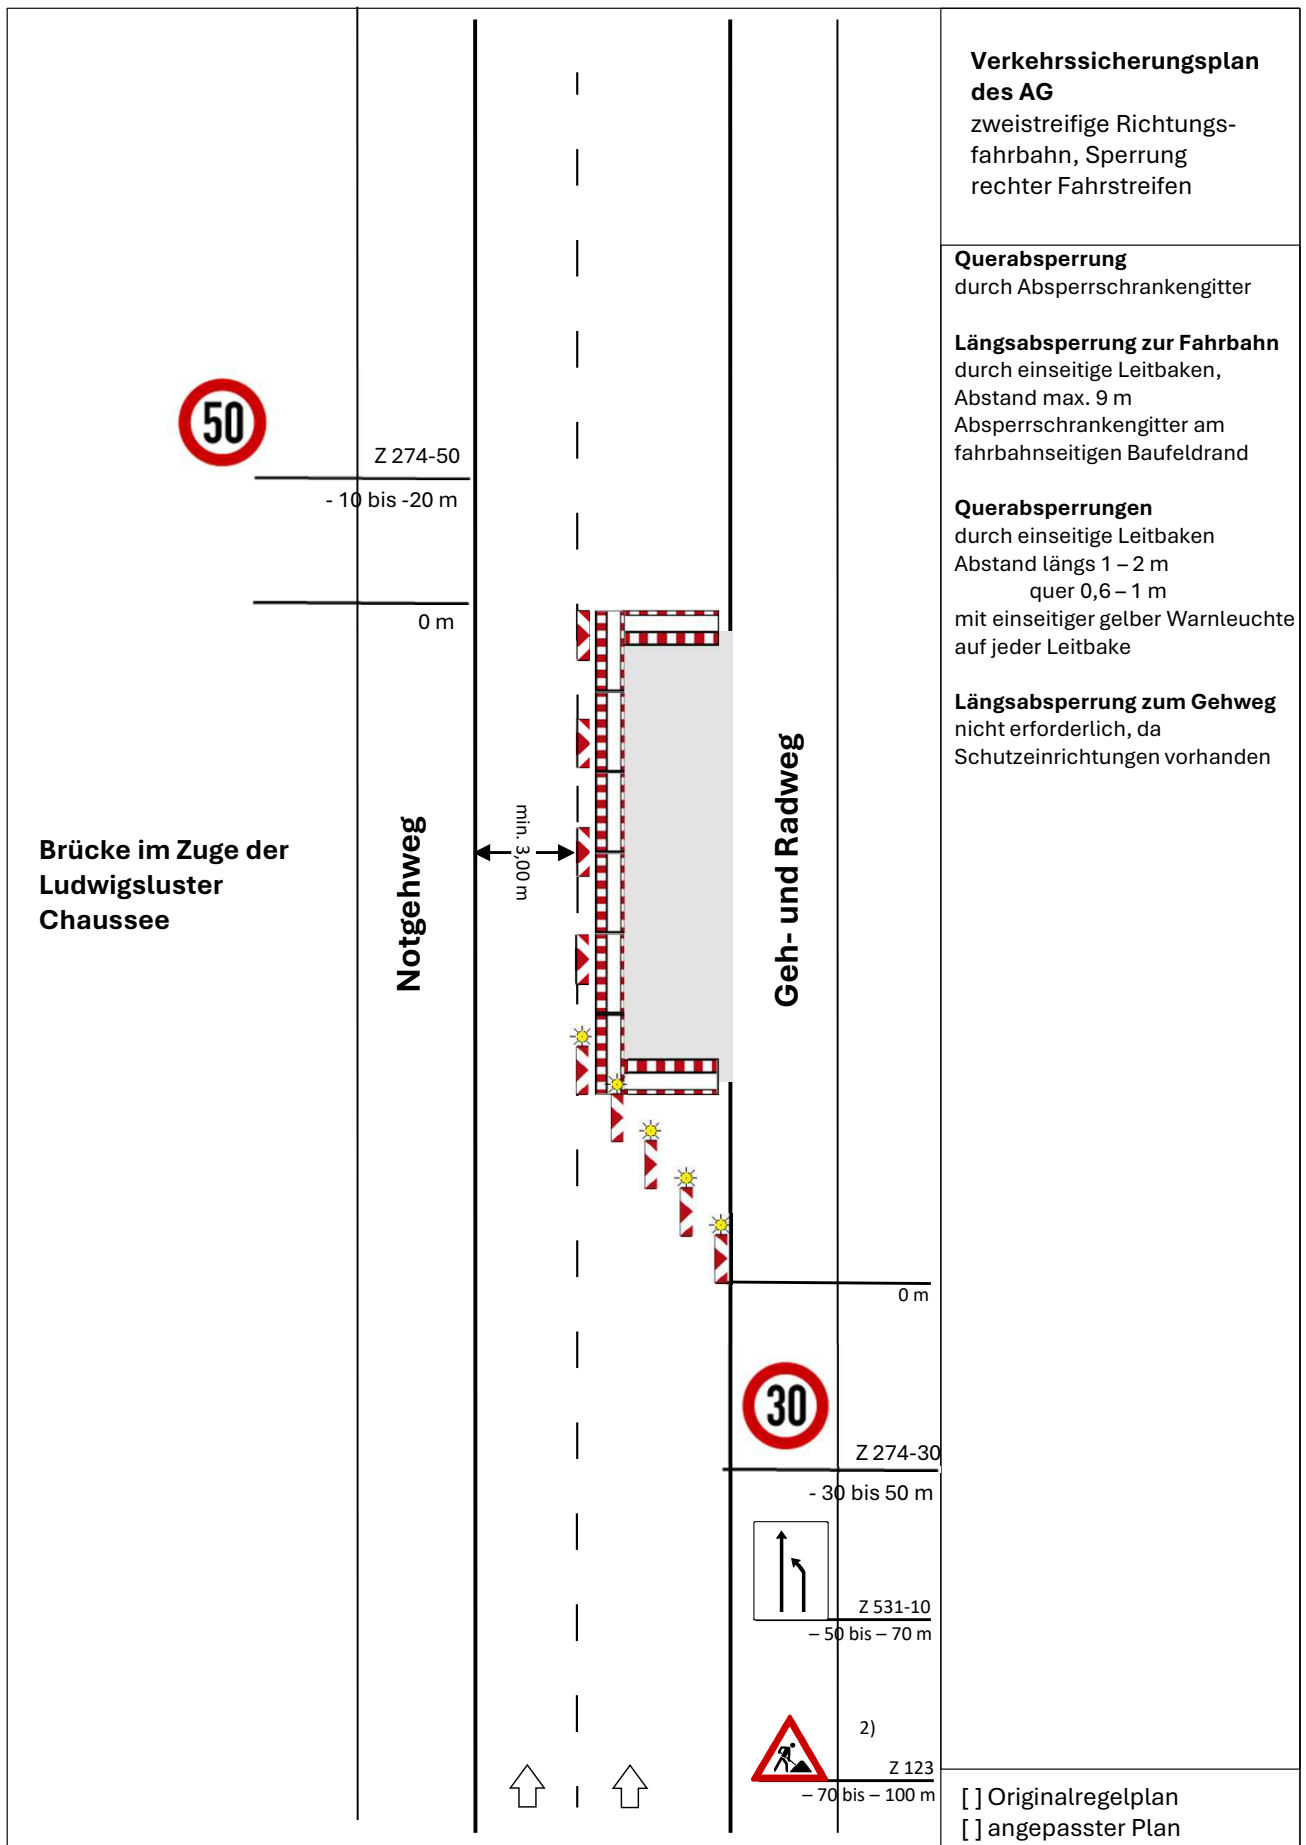 Verkehrssicherungsplan
des AG
zweistreifige Richtungs-
fahrbahn, Sperrung
rechter Fahrstreifen
Querabsperrung
durch Absperrschrankengitter
Längsabsperrung zur Fahrbahn
durch einseitige Leitbaken,
Abstand max. 9 m
Absperrschrankengitter am
fahrbahnseitigen Baufeldrand
Querabsperrungen
durch einseitige Leitbaken
Abstand längs 1 – 2 m
quer 0,6 – 1 m
mit einseitiger gelber Warnleuchte
auf jeder Leitbake
Längsabsperrung zum Gehweg
nicht erforderlich, da
Schutzeinrichtungen vorhanden
50
Z 274-50
- 10 bis -20 m
0 m
Brücke im Zuge der
Ludwigsluster
Chaussee
Notgehweg
min. 3,00 m
Geh- und Radweg
0 m
30
Z 274-30
- 30 bis 50 m
Z 531-10
– 50 bis – 70 m
2)
Z 123
– 70 bis – 100 m
[ ] Originalregelplan
[ ] angepasster Plan